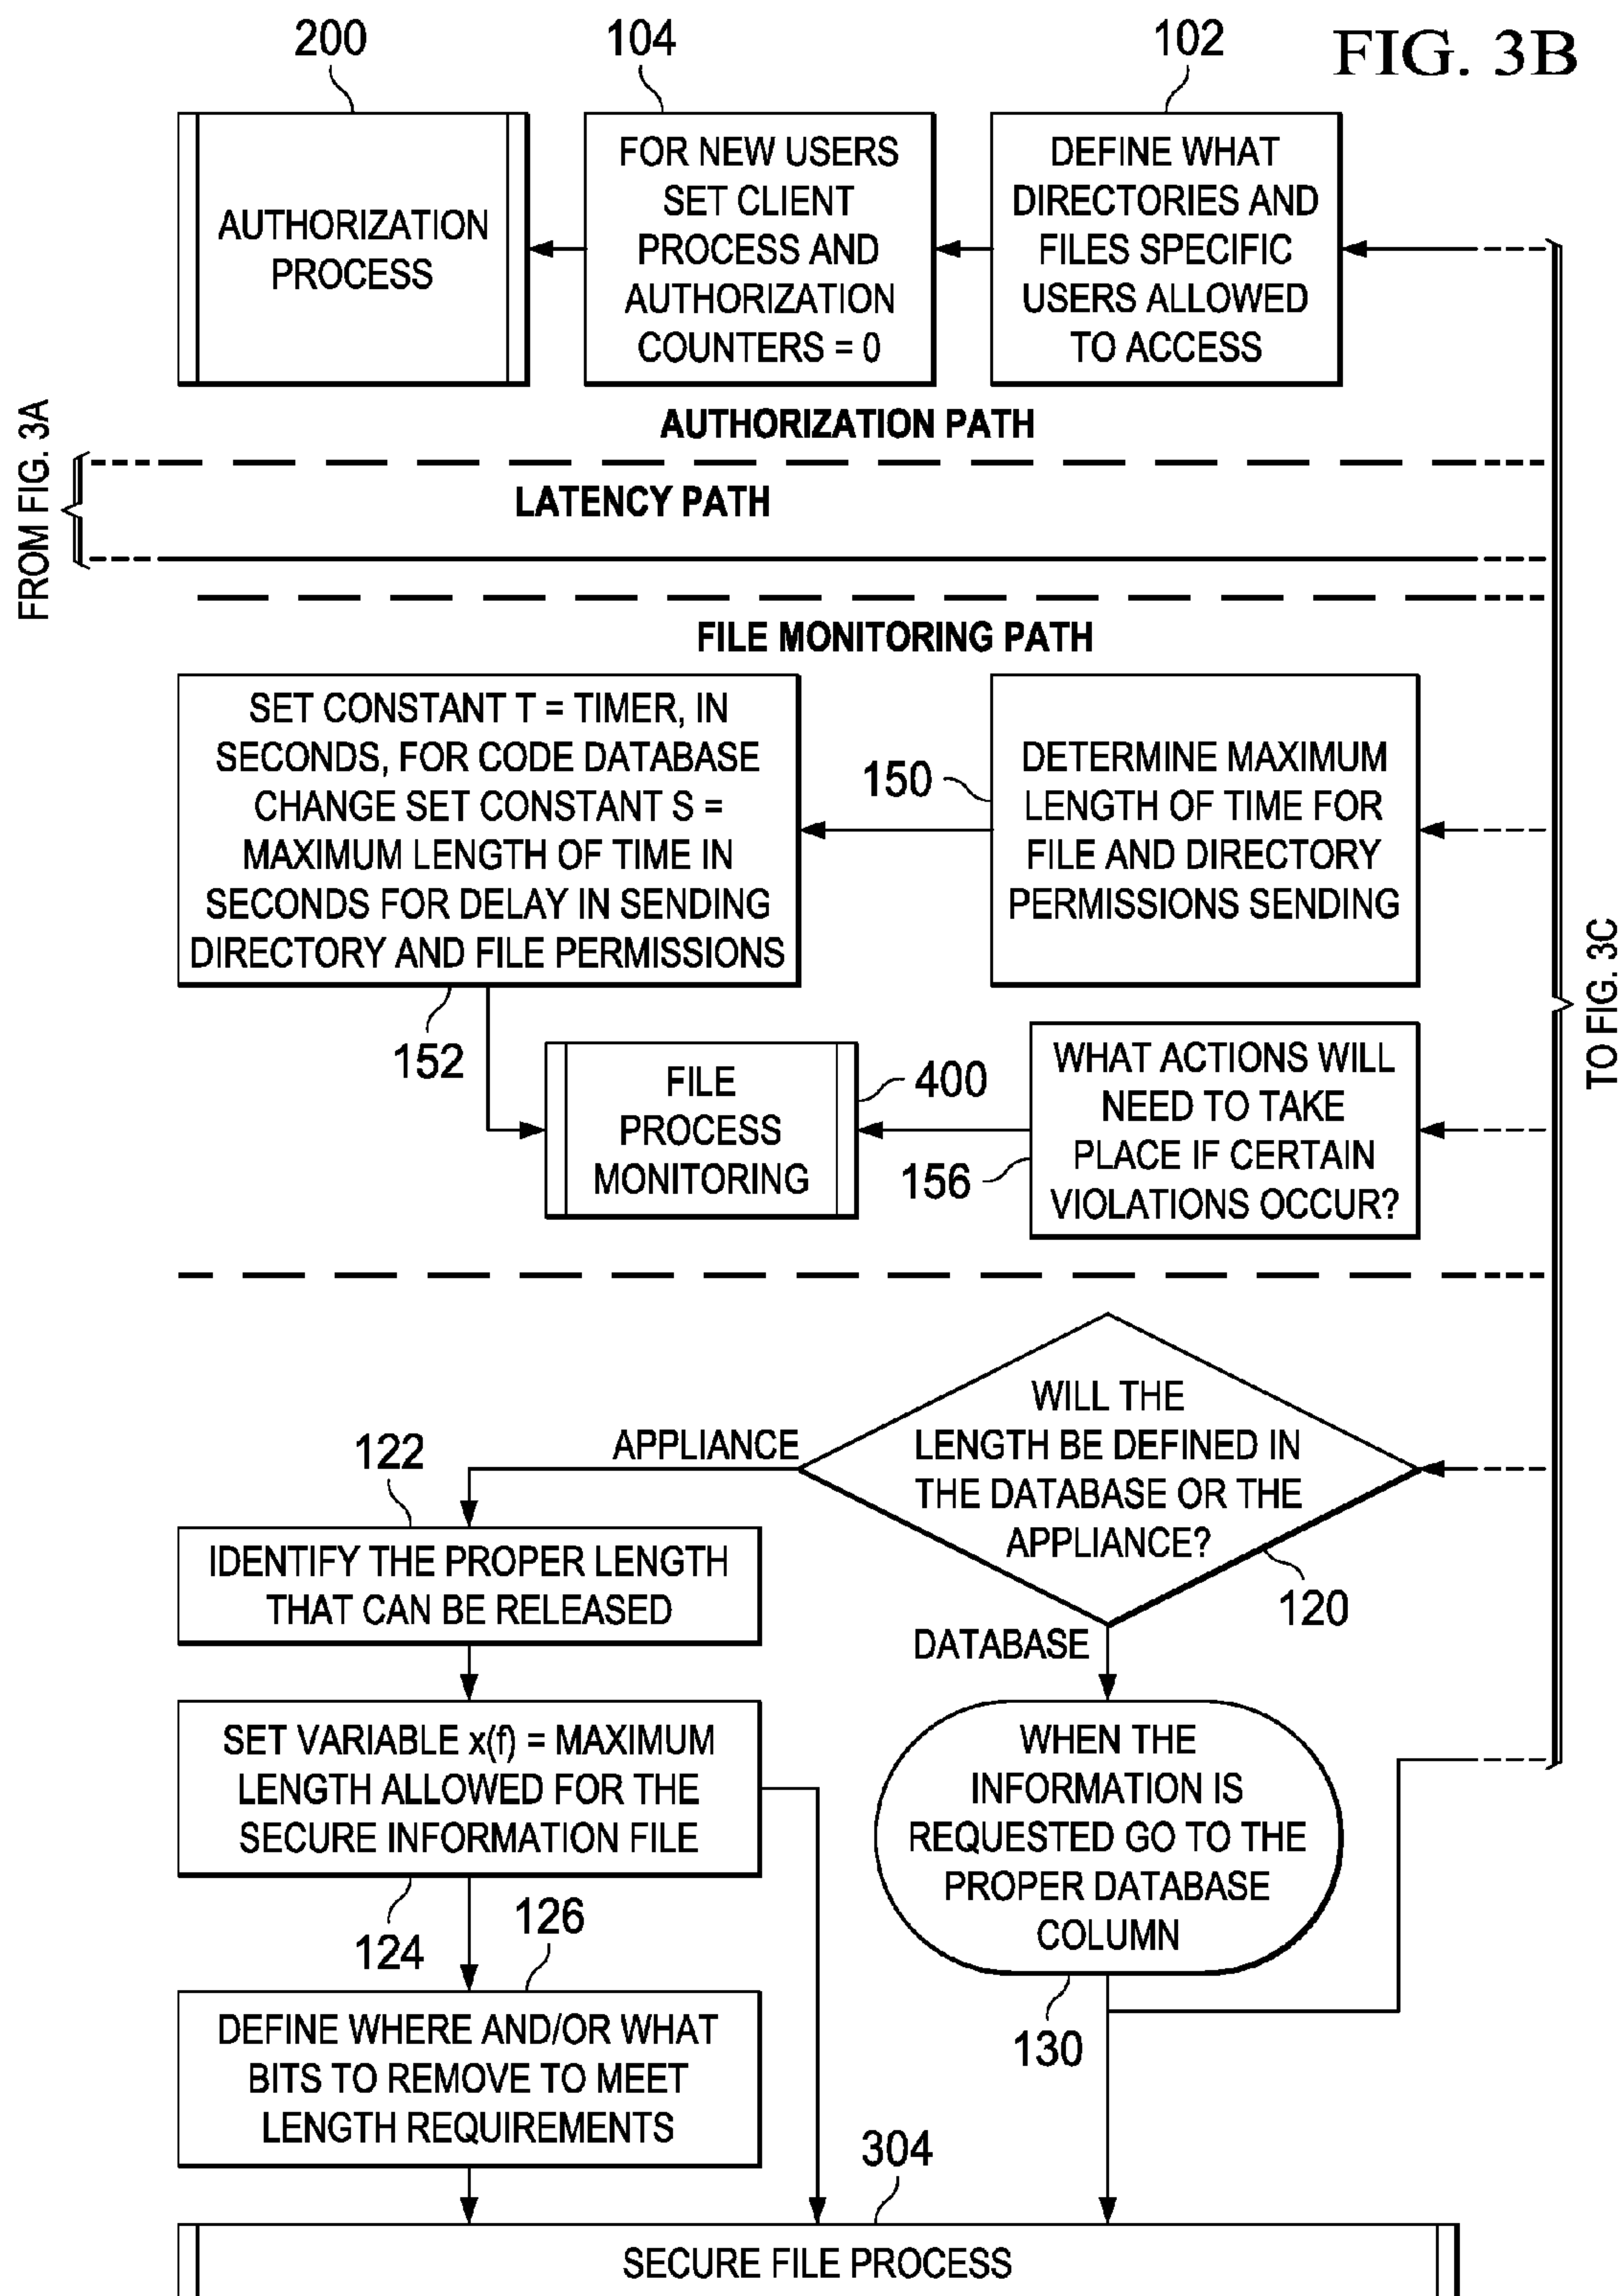 FIG. 3B
200
104
102
AUTHORIZATION
PROCESS
FOR NEW USERS
SET CLIENT
PROCESS AND
AUTHORIZATION
COUNTERS = 0
DEFINE WHAT
DIRECTORIES AND
FILES SPECIFIC
USERS ALLOWED
TO ACCESS
AUTHORIZATION PATH
FROM FIG. 3A
LATENCY PATH
FILE MONITORING PATH
SET CONSTANT T = TIMER, IN
SECONDS, FOR CODE DATABASE
CHANGE SET CONSTANT S =
MAXIMUM LENGTH OF TIME IN
SECONDS FOR DELAY IN SENDING
DIRECTORY AND FILE PERMISSIONS
150
DETERMINE MAXIMUM
LENGTH OF TIME FOR
FILE AND DIRECTORY
PERMISSIONS SENDING
TO FIG. 3C
152
FILE
PROCESS
MONITORING
400
156
WHAT ACTIONS WILL
NEED TO TAKE
PLACE IF CERTAIN
VIOLATIONS OCCUR?
WILL THE
LENGTH BE DEFINED IN
THE DATABASE OR THE
APPLIANCE?
120
APPLIANCE
DATABASE
122
IDENTIFY THE PROPER LENGTH
THAT CAN BE RELEASED
SET VARIABLE x(f) = MAXIMUM
LENGTH ALLOWED FOR THE
SECURE INFORMATION FILE
124
126
WHEN THE
INFORMATION IS
REQUESTED GO TO THE
PROPER DATABASE
COLUMN
130
DEFINE WHERE AND/OR WHAT
BITS TO REMOVE TO MEET
LENGTH REQUIREMENTS
304
SECURE FILE PROCESS